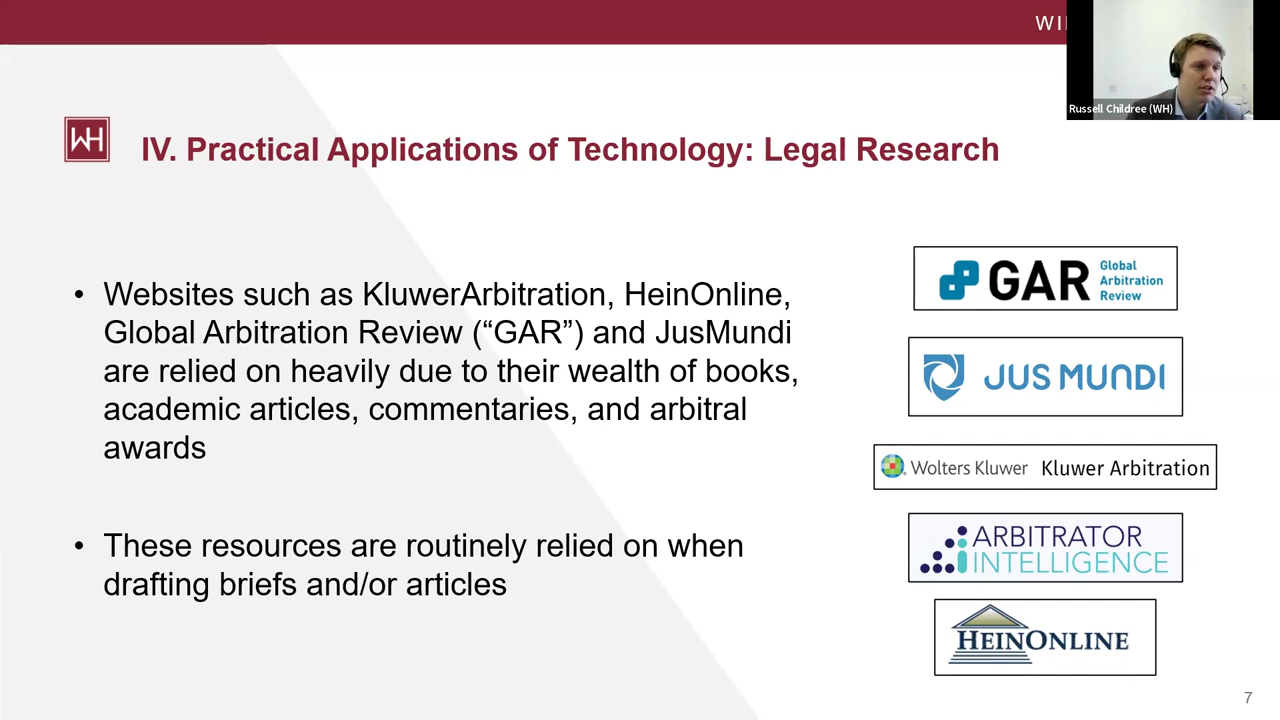 WI
Russell Childree (WH)
WH
IV. Practical Applications of Technology: Legal Research
• Websites such as KluwerArbitration, HeinOnline,
Global Arbitration Review (“GAR”) and JusMundi
are relied on heavily due to their wealth of books,
academic articles, commentaries, and arbitral
awards
• These resources are routinely relied on when
drafting briefs and/or articles
GAR
Global
Arbitration
Review
JUS MUNDI
Wolters Kluwer Kluwer Arbitration
ARBITRATOR
INTELLIGENCE
HEINONLINE
7